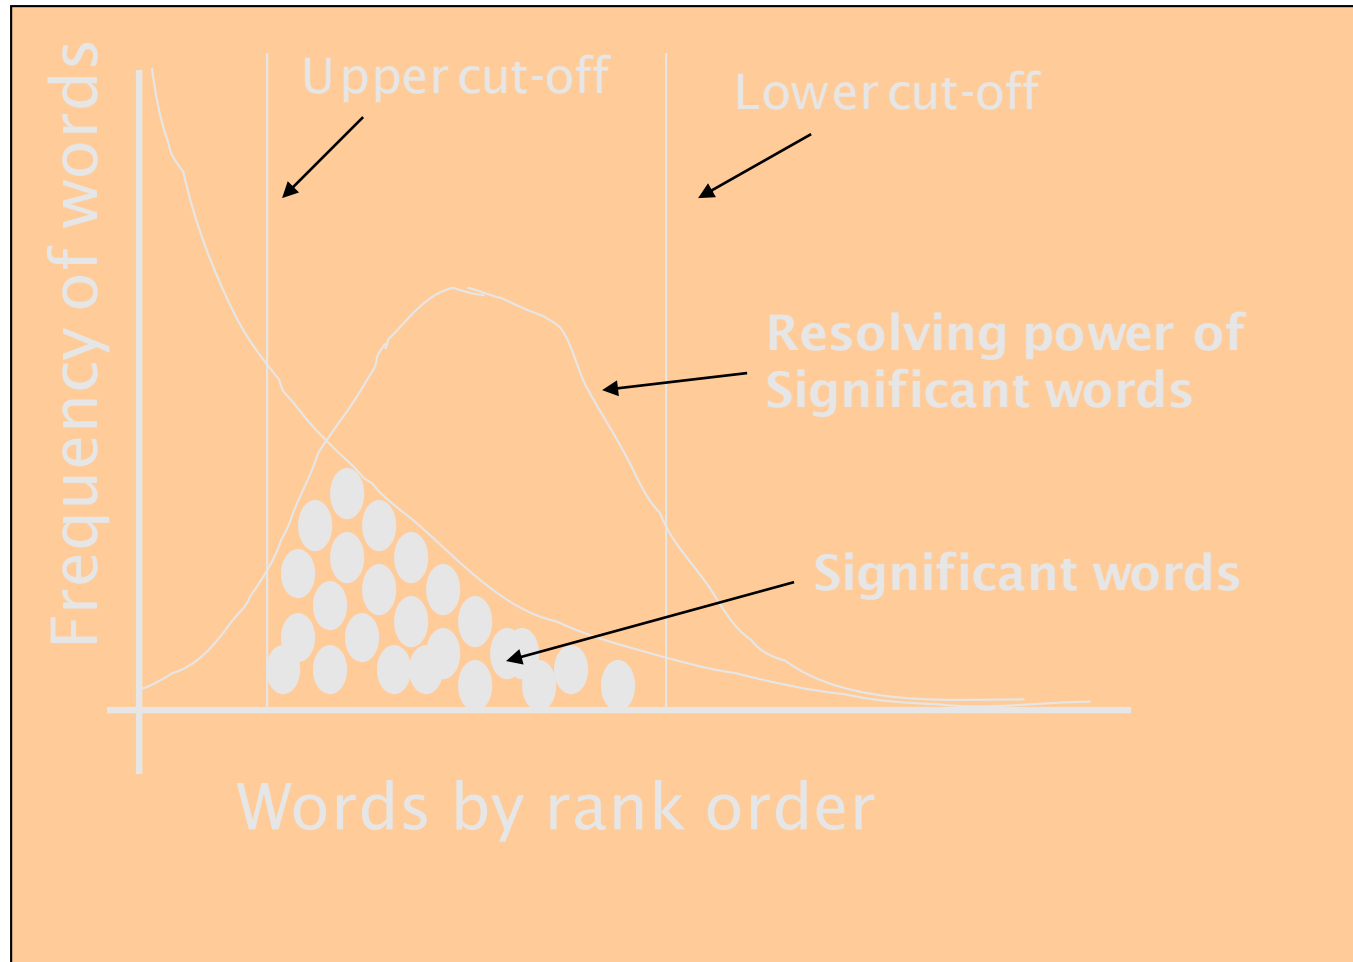 Frequency of words
Upper cut-off
Lower cut-off
Resolving power of
Significant words
Significant words
Words by rank order